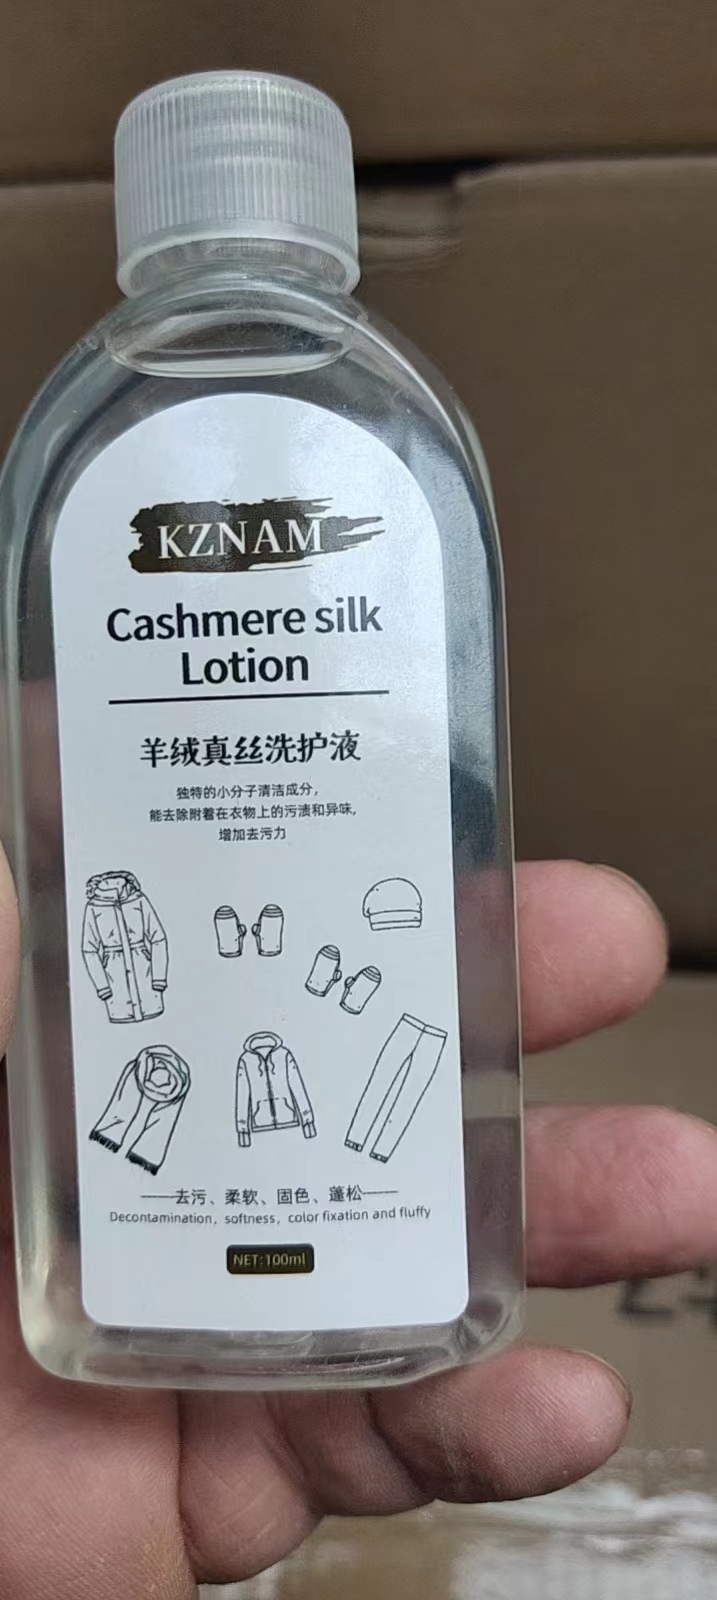 KZNAM
Cashmere silk
Lotion
羊绒真丝洗护液
独特的小分子清洁成分，
能去除附着在衣物上的污渍和异味，
增加去污力
——去污、柔软、固色、蓬松——
Decontamination, softness, color fixation and fluffy
NET:100ml